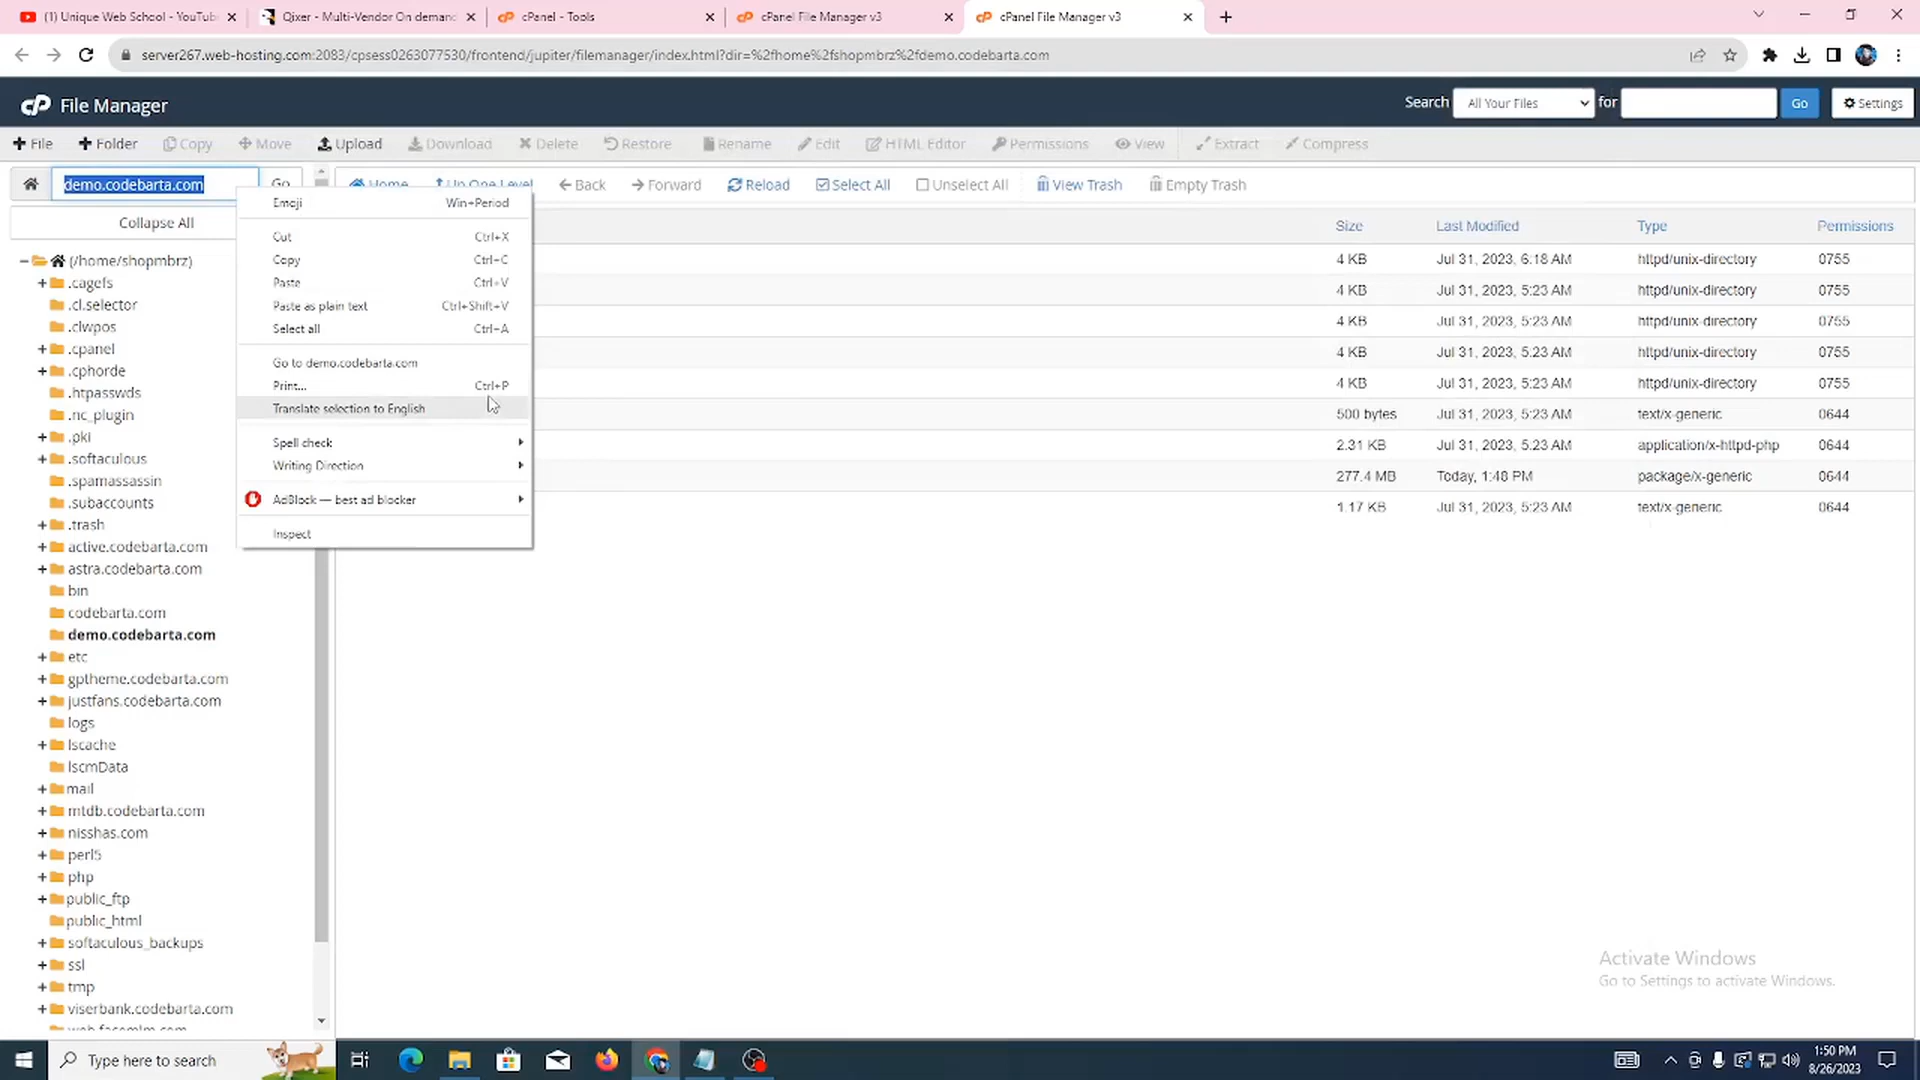 (1) Unique Web School - YouTub
Qixer - Multi-Vendor On demand
cPanel - Tools
cPanel File Manager v3
cPanel File Manager v3
server267.web-hosting.com:2083/cpsess0263077530/frontend/jupiter/filemanager/index.html?dir=%2fhome%2fshopmbrz%2fdemo.codebarta.com
cP File Manager
Search All Your Files for Go Settings
File Folder Copy Move Upload Download Delete Restore Rename Edit HTML Editor Permissions View Extract Compress
demo.codebarta.com Go Home Up One Level Back Forward Reload Select All Unselect All View Trash Empty Trash
Collapse All
(/home/shopmbrz)
.cagefs
.cl.selector
.clwpos
.cpanel
.cphorde
.htpasswds
.nc_plugin
.pki
.softaculous
.spamassassin
.subaccounts
.trash
active.codebarta.com
astra.codebarta.com
bin
codebarta.com
demo.codebarta.com
etc
gptheme.codebarta.com
justfans.codebarta.com
logs
lscache
lscmData
mail
mtdb.codebarta.com
nisshas.com
perl5
php
public_ftp
public_html
softaculous_backups
ssl
tmp
viserbank.codebarta.com
web.facemlm.com
Emoji Win+Period
Cut Ctrl+X
Copy Ctrl+C
Paste Ctrl+V
Paste as plain text Ctrl+Shift+V
Select all Ctrl+A
Go to demo.codebarta.com
Print... Ctrl+P
Translate selection to English
Spell check
Writing Direction
AdBlock — best ad blocker
Inspect
Size Last Modified Type Permissions
4 KB Jul 31, 2023, 6:18 AM httpd/unix-directory 0755
4 KB Jul 31, 2023, 5:23 AM httpd/unix-directory 0755
4 KB Jul 31, 2023, 5:23 AM httpd/unix-directory 0755
4 KB Jul 31, 2023, 5:23 AM httpd/unix-directory 0755
4 KB Jul 31, 2023, 5:23 AM httpd/unix-directory 0755
500 bytes Jul 31, 2023, 5:23 AM text/x-generic 0644
2.31 KB Jul 31, 2023, 5:23 AM application/x-httpd-php 0644
277.4 MB Today, 1:48 PM package/x-generic 0644
1.17 KB Jul 31, 2023, 5:23 AM text/x-generic 0644
Activate Windows
Go to Settings to activate Windows.
Type here to search
1:50 PM
8/26/2023